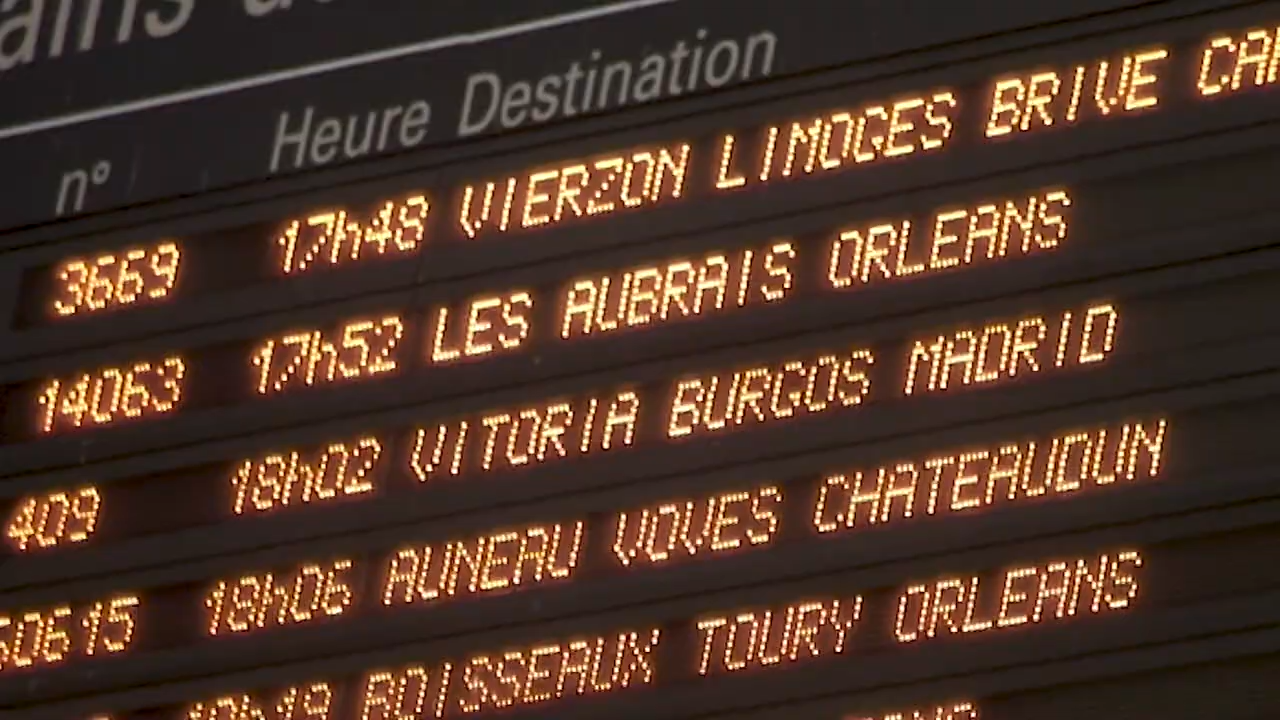 n° Heure Destination
3669 17h48 VIERZON LIMOGES BRIVE
14063 17h52 LES AUBRAIS ORLEANS
409 18h02 VITORIA BURGOS MADRID
18h06 AUNEAU VOVES CHATEAUDUN
BOISSEAUX TOURY ORLEANS